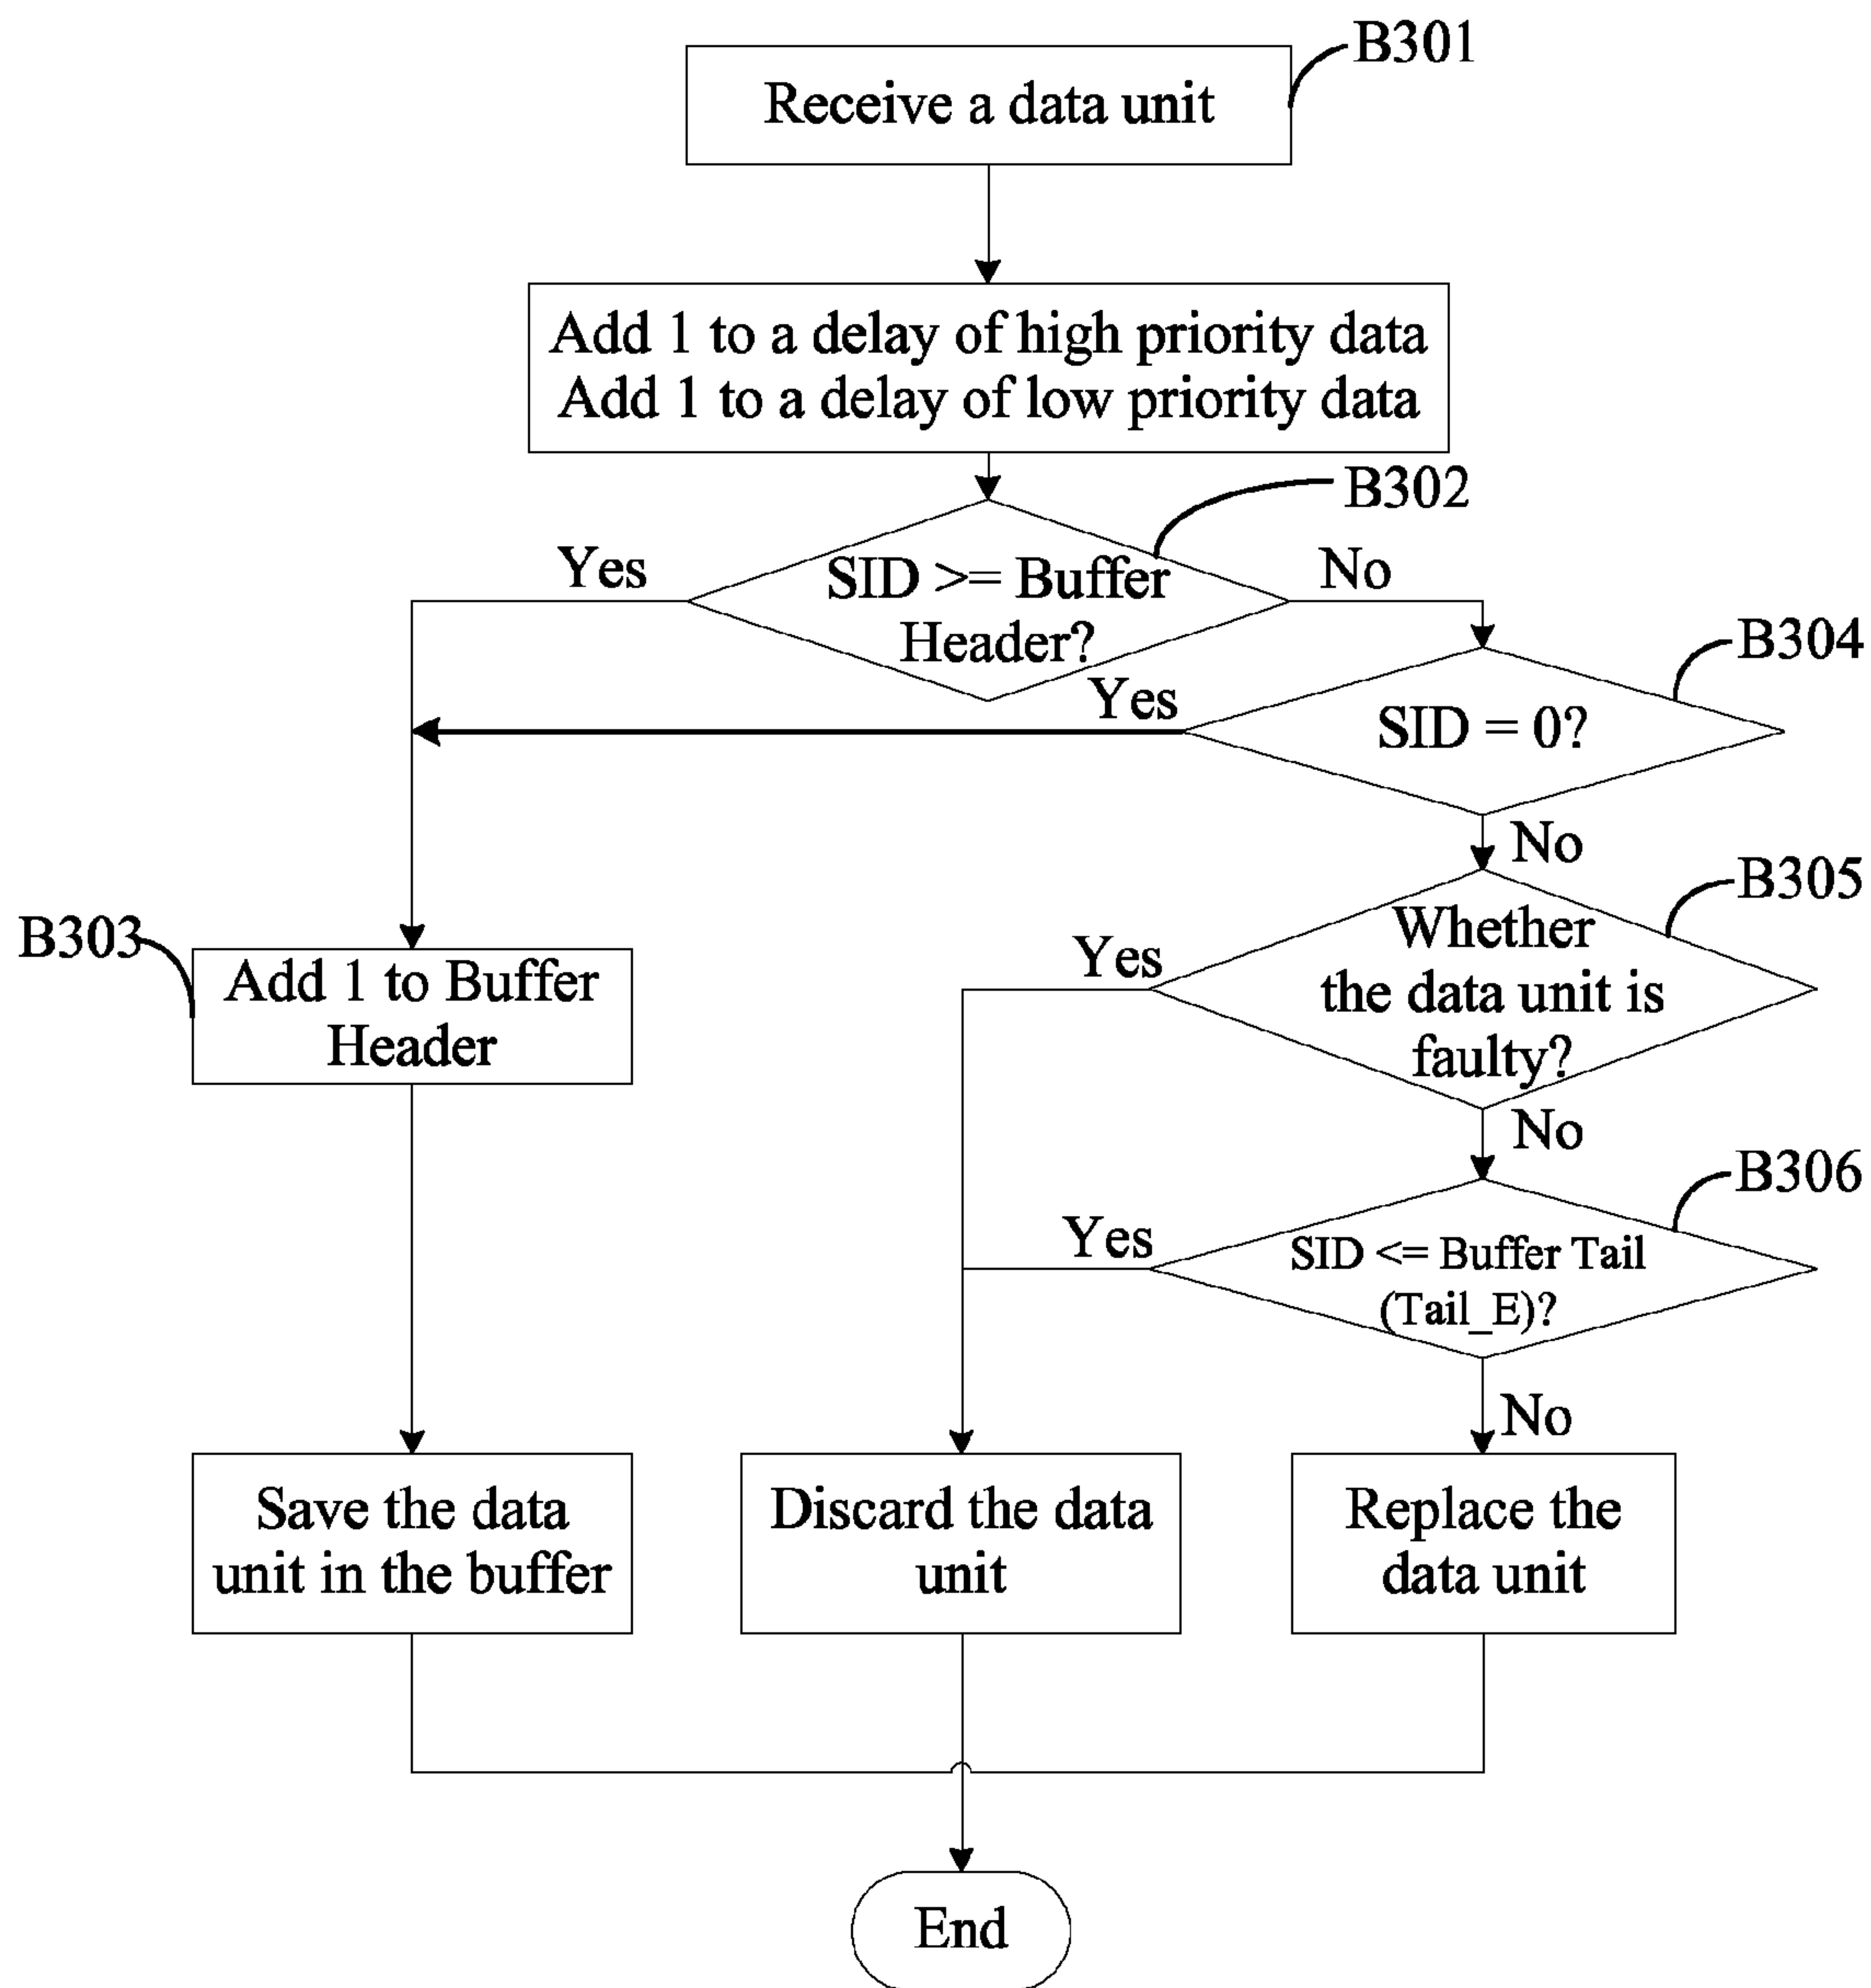 B301
Receive a data unit
Add 1 to a delay of high priority data
Add 1 to a delay of low priority data
B302
Yes
SID >= Buffer
Header?
No
B304
Yes
SID = 0?
No
B305
B303
Add 1 to Buffer
Header
Yes
Whether
the data unit is
faulty?
No
B306
Yes
SID <= Buffer Tail
(Tail_E)?
No
Save the data
unit in the buffer
Discard the data
unit
Replace the
data unit
End